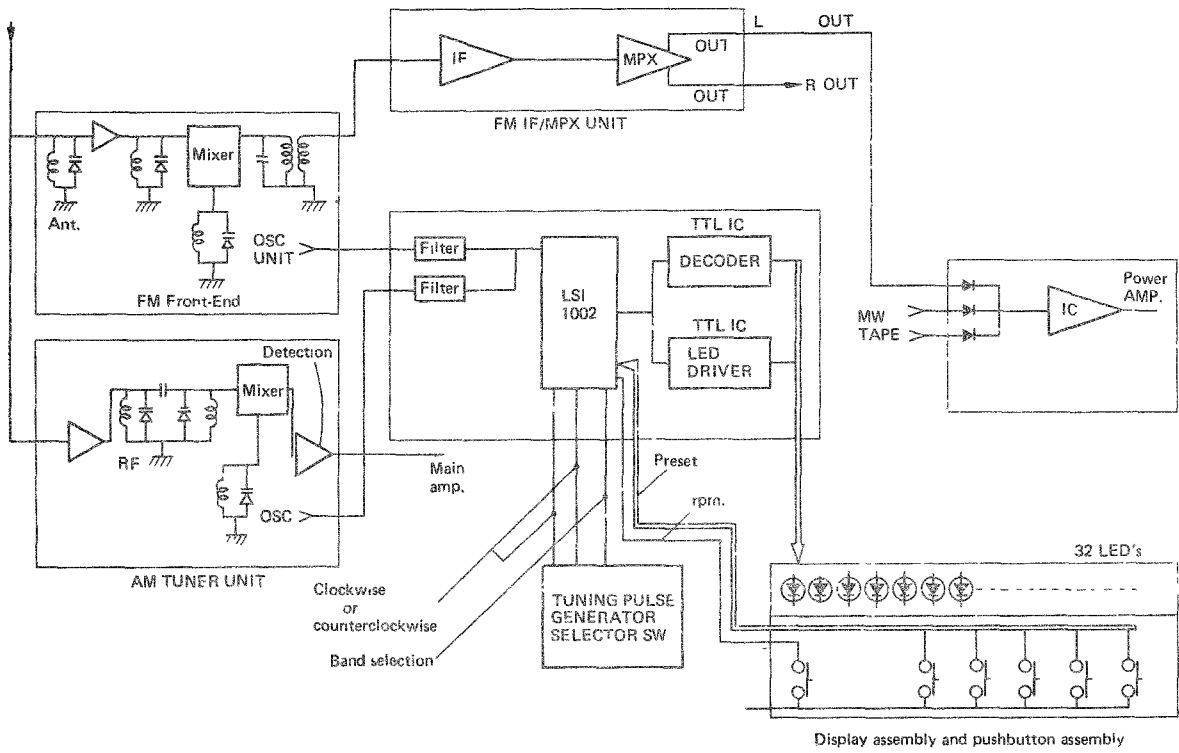 L OUT
IF
MPX
OUT
OUT
R OUT
FM IF/MPX UNIT
Mixer
Ant.
OSC
UNIT
FM Front-End
Filter
Filter
LSI
1002
TTL IC
DECODER
TTL IC
LED
DRIVER
Power
AMP.
IC
MW
TAPE
Detection
Mixer
RF
OSC
AM TUNER UNIT
Main
amp.
Preset
rprn.
Clockwise
or
counterclockwise
Band selection
TUNING PULSE
GENERATOR
SELECTOR SW
32 LED's
Display assembly and pushbutton assembly